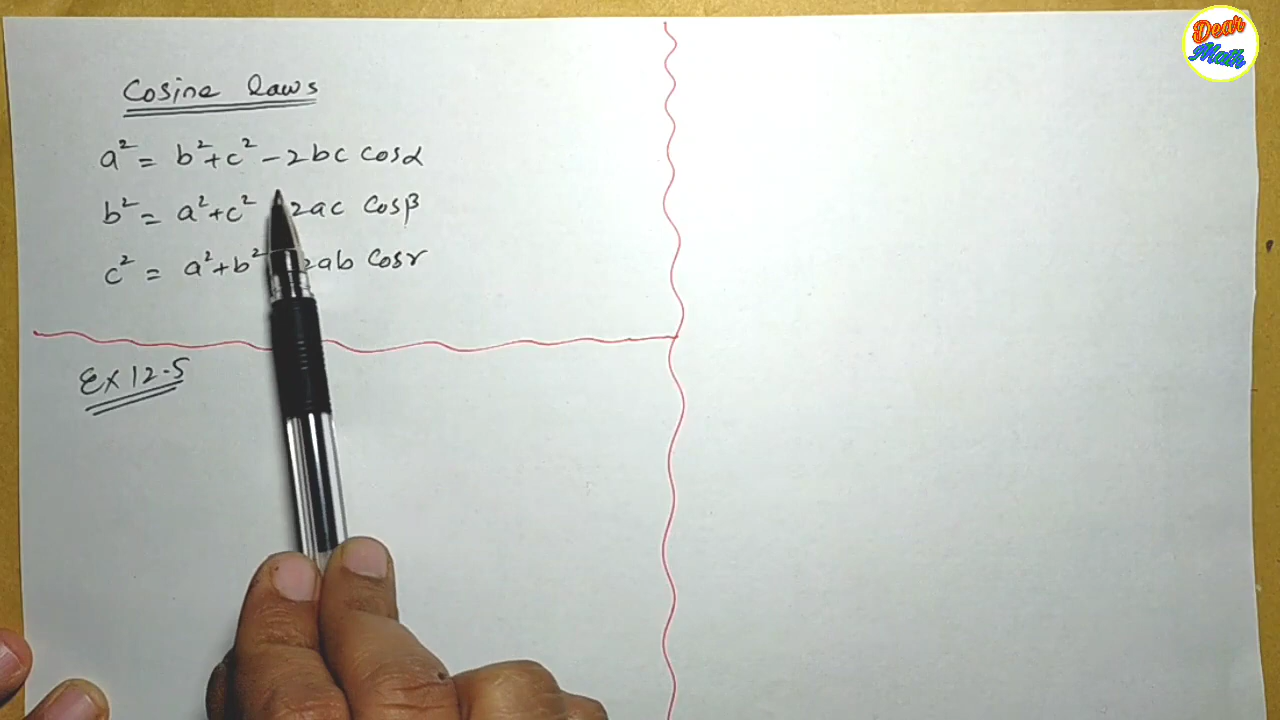 Dear
Math
Cosine laws
a² = b²+c² - 2bc cosα
b² = a²+c² 2ac Cosβ
c² = a²+b² 2ab Cosγ
Ex 12.5